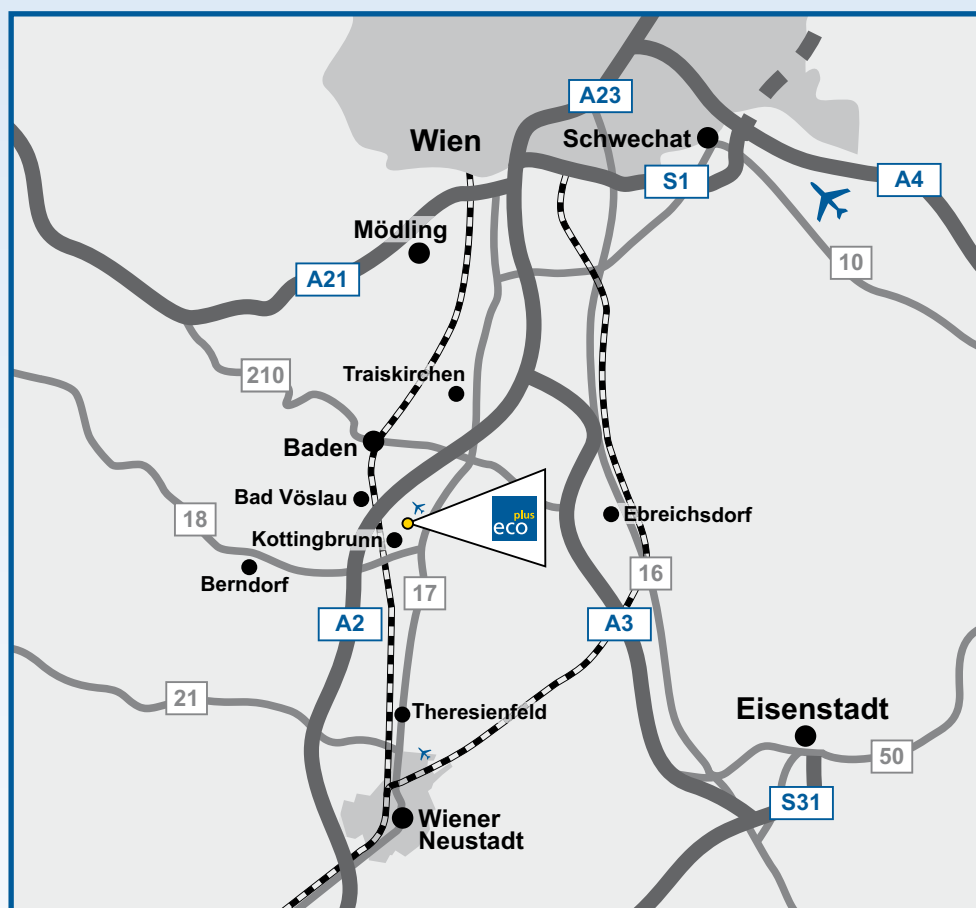 A23
Wien
Schwechat
S1
A4
Mödling
10
A21
Traiskirchen
210
Baden
Bad Vöslau
plus
eco
18
Ebreichsdorf
Kottingbrunn
Berndorf
17
16
A2
A3
21
Theresienfeld
Eisenstadt
50
S31
Wiener
Neustadt